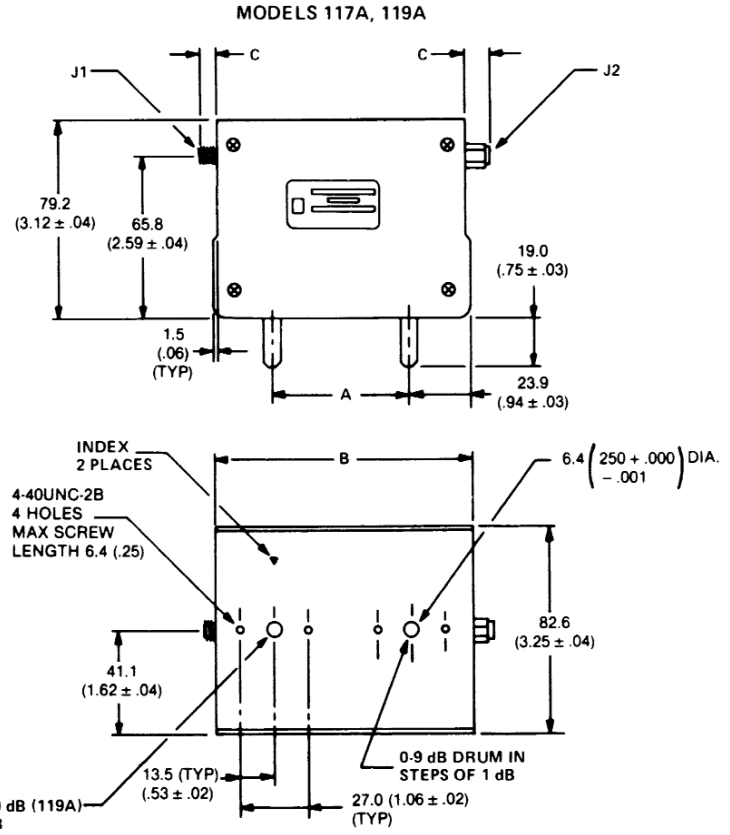 MODELS 117A, 119A
C
C
J1
J2
79.2
(3.12 ± .04)
65.8
(2.59 ± .04)
19.0
(.75 ± .03)
1.5
(.06)
(TYP)
A
23.9
(.94 ± .03)
INDEX
2 PLACES
B
6.4 (250 + .000 - .001) DIA.
4-40UNC-2B
4 HOLES
MAX SCREW
LENGTH 6.4 (.25)
82.6
(3.25 ± .04)
41.1
(1.62 ± .04)
0-9 dB DRUM IN
STEPS OF 1 dB
13.5 (TYP)
(.53 ± .02)
27.0 (1.06 ± .02)
(TYP)
dB (119A)